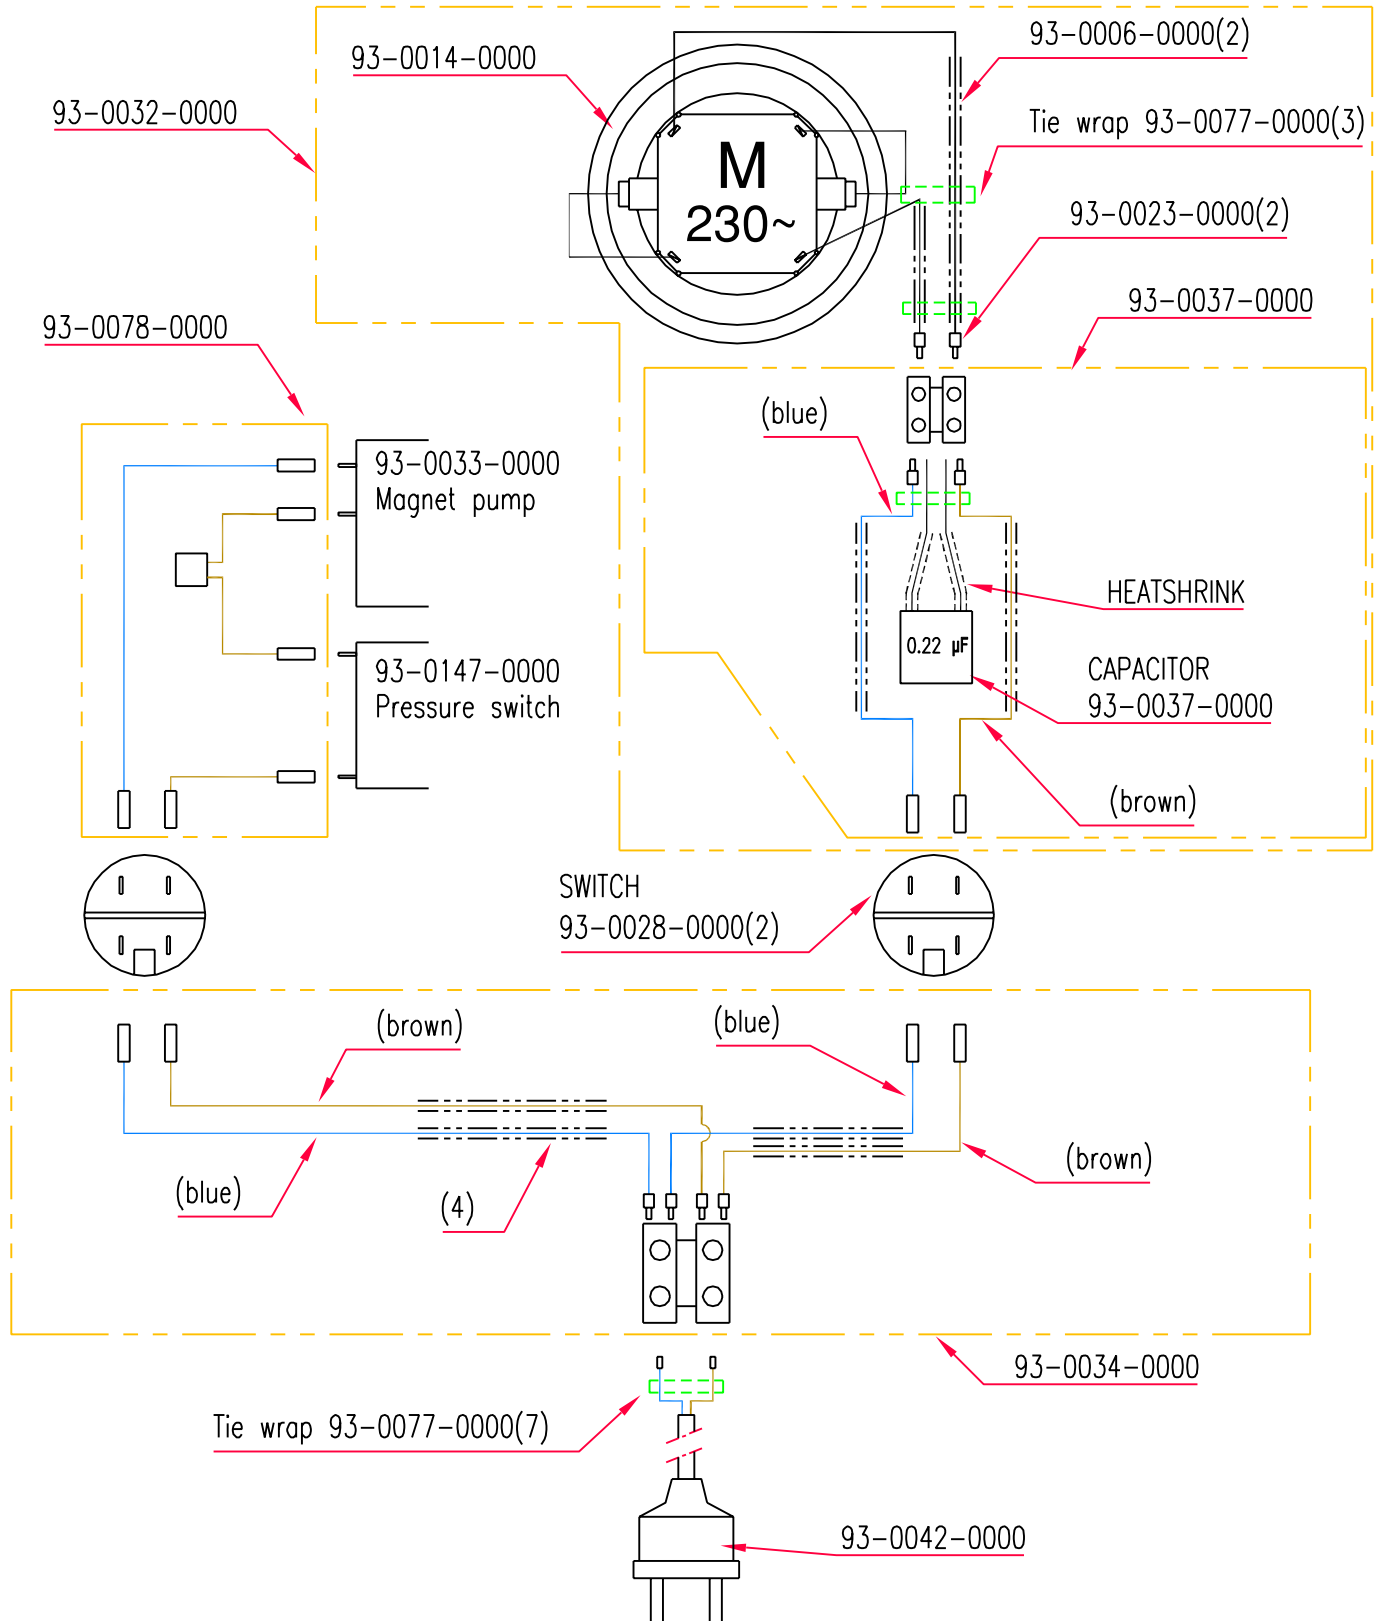 93-0006-0000(2)
93-0014-0000
93-0032-0000
Tie wrap 93-0077-0000(3)
M
230~
93-0023-0000(2)
93-0037-0000
93-0078-0000
(blue)
93-0033-0000
Magnet pump
HEATSHRINK
0.22 µF
93-0147-0000
Pressure switch
CAPACITOR
93-0037-0000
(brown)
SWITCH
93-0028-0000(2)
(brown)
(blue)
(blue)
(4)
(brown)
93-0034-0000
Tie wrap 93-0077-0000(7)
93-0042-0000